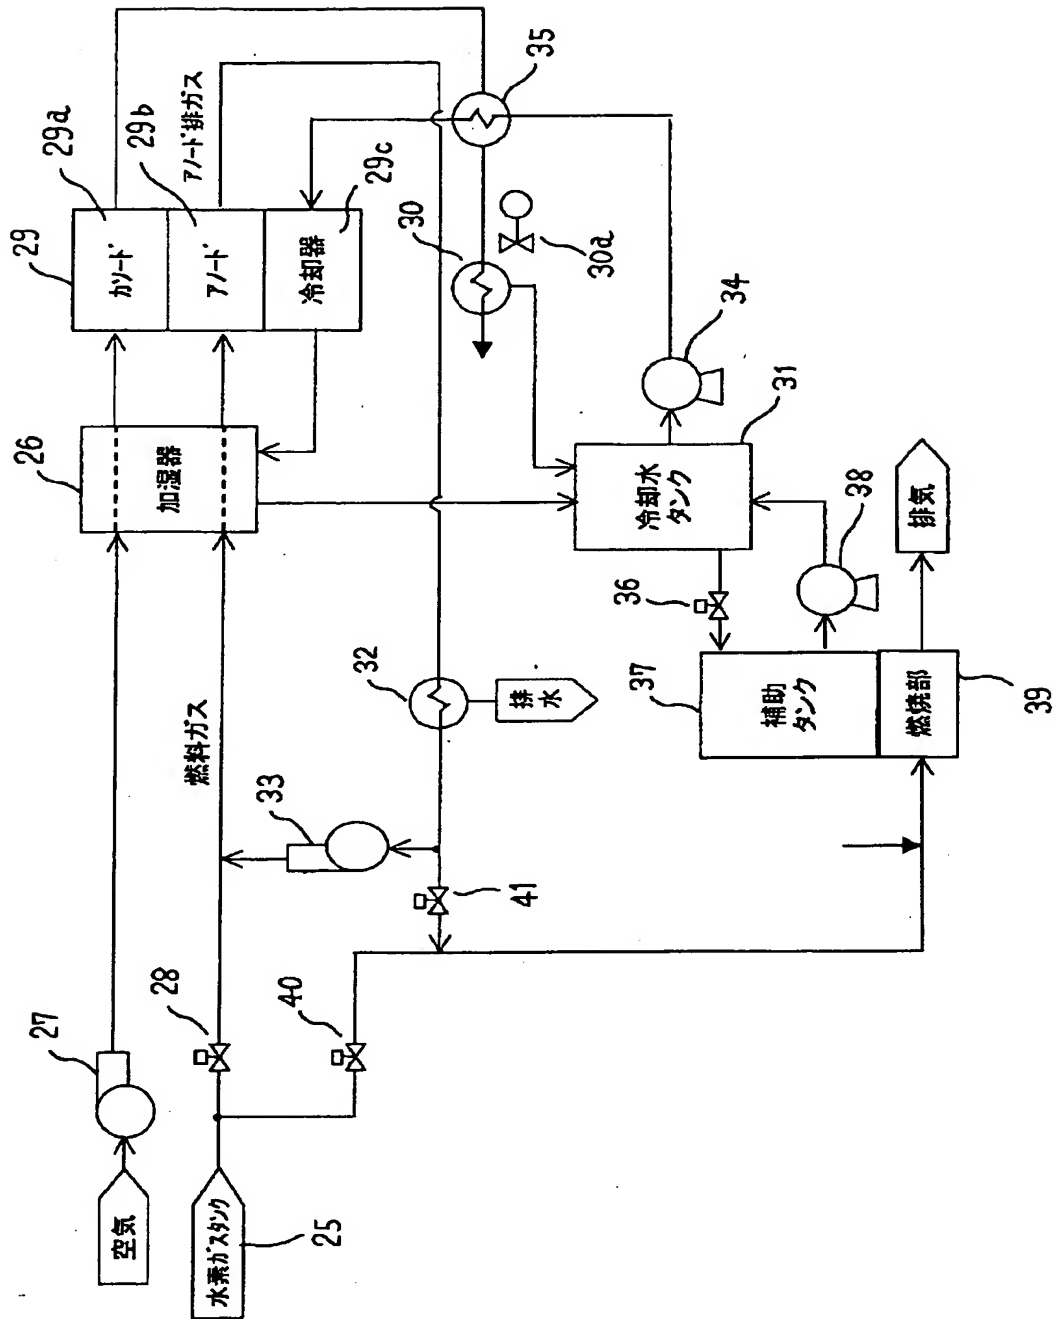 空気
27
水素ガスタンク
25
28
40
燃料ガス
33
41
32
排水
26
加湿器
29
カソード
29a
アノード
29b
アノード排ガス
冷却器
29c
35
30
30a
34
冷却水
タンク
31
36
37
補助
タンク
38
燃焼部
39
排気